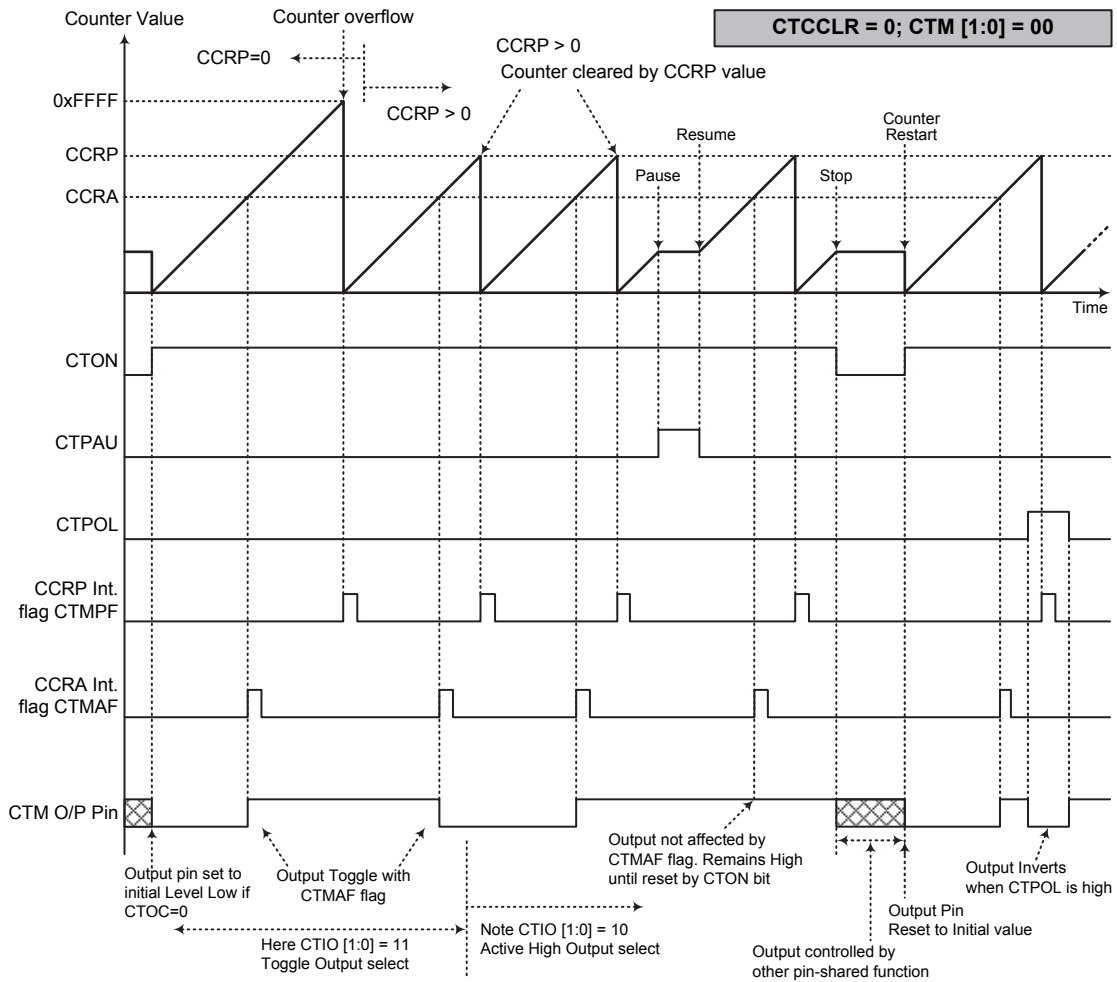 Counter Value
Counter overflow
CTCCLR = 0; CTM [1:0] = 00
CCRP=0
CCRP > 0
CCRP > 0
Counter cleared by CCRP value
0xFFFF
CCRP
CCRA
Pause
Resume
Stop
Counter
Restart
Time
CTON
CTPAU
CTPOL
CCRP Int.
flag CTMPF
CCRA Int.
flag CTMAF
CTM O/P Pin
Output pin set to
initial Level Low if
CTOC=0
Output Toggle with
CTMAF flag
Here CTIO [1:0] = 11
Toggle Output select
Note CTIO [1:0] = 10
Active High Output select
Output not affected by
CTMAF flag. Remains High
until reset by CTON bit
Output controlled by
other pin-shared function
Output Pin
Reset to Initial value
Output Inverts
when CTPOL is high